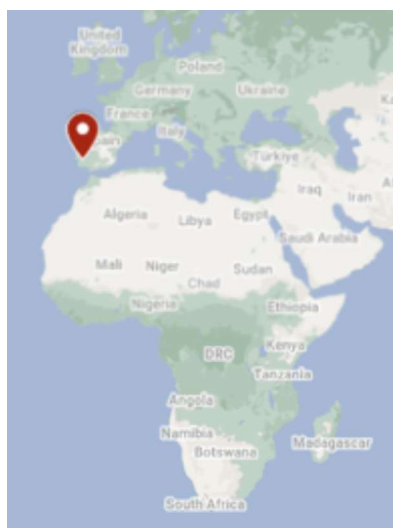 United
Kingdom
Poland
Germany
Ukraine
France
Italy
Türkiye
Iraq
Iran
Algeria
Libya
Egypt
Saudi Arabia
Mali
Niger
Chad
Sudan
Nigeria
Ethiopia
DRC
Kenya
Tanzania
Angola
Namibia
Botswana
Madagascar
South Africa